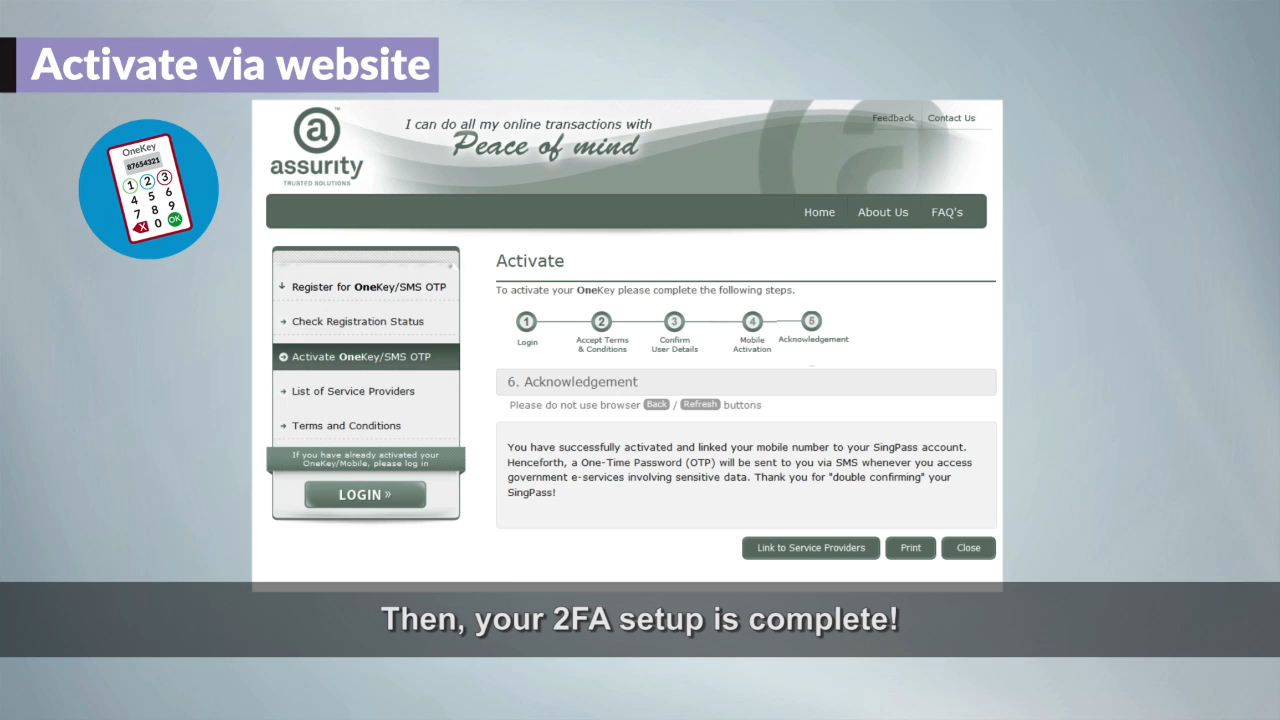 Activate via website
OneKey
87654321
1 2 3
4 5 6
7 8 9
X 0 OK
a
™
assurity
TRUSTED SOLUTIONS
I can do all my online transactions with
Peace of mind
Feedback Contact Us
Home About Us FAQ's
Register for OneKey/SMS OTP
Check Registration Status
Activate OneKey/SMS OTP
List of Service Providers
Terms and Conditions
If you have already activated your
OneKey/Mobile, please log in
LOGIN »
Activate
To activate your OneKey please complete the following steps.
1 2 3 4 5
Login Accept Terms Confirm Mobile Acknowledgement
& Conditions User Details Activation
6. Acknowledgement
Please do not use browser Back / Refresh buttons
You have successfully activated and linked your mobile number to your SingPass account.
Henceforth, a One-Time Password (OTP) will be sent to you via SMS whenever you access
government e-services involving sensitive data. Thank you for "double confirming" your
SingPass!
Link to Service Providers Print Close
Then, your 2FA setup is complete!